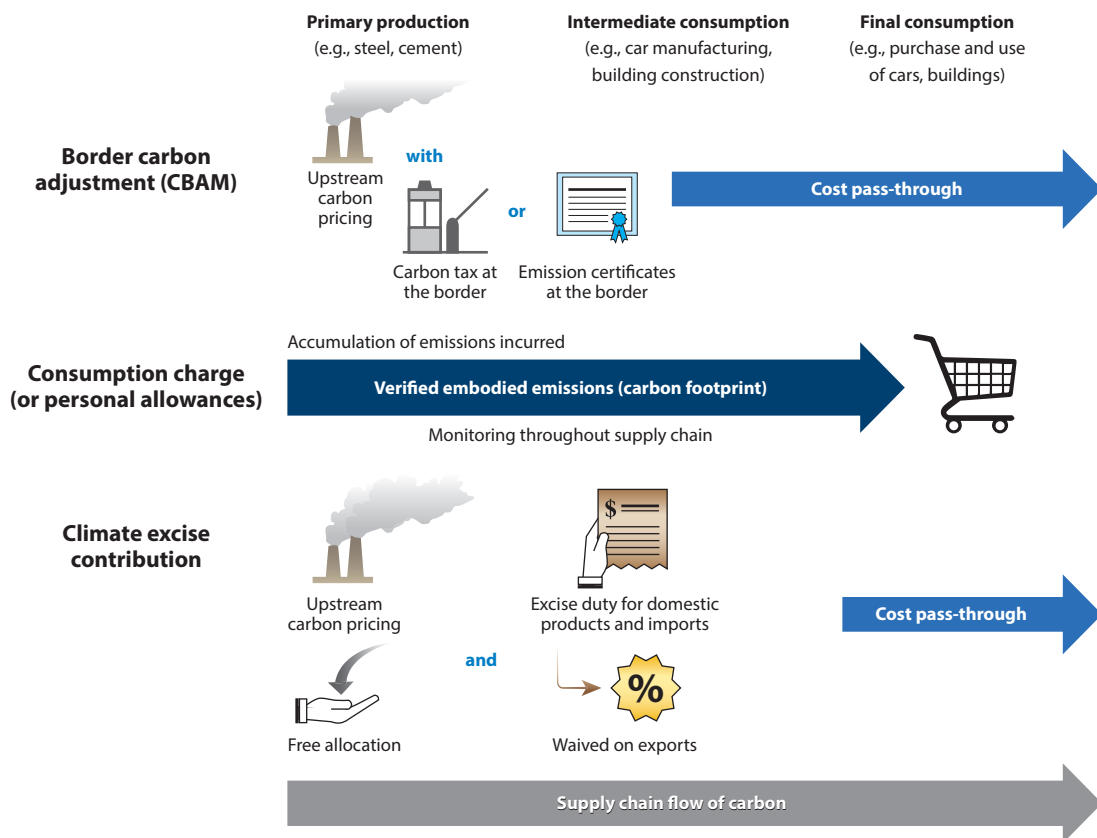 Primary production
(e.g., steel, cement)
Intermediate consumption
(e.g., car manufacturing,
building construction)
Final consumption
(e.g., purchase and use
of cars, buildings)
Border carbon
adjustment (CBAM)
Upstream
carbon
pricing
with
Carbon tax at
the border
or
Emission certificates
at the border
Cost pass-through
Consumption charge
(or personal allowances)
Accumulation of emissions incurred
Verified embodied emissions (carbon footprint)
Monitoring throughout supply chain
Climate excise
contribution
Upstream
carbon pricing
Free allocation
and
$
Excise duty for domestic
products and imports
%
Waived on exports
Cost pass-through
Supply chain flow of carbon